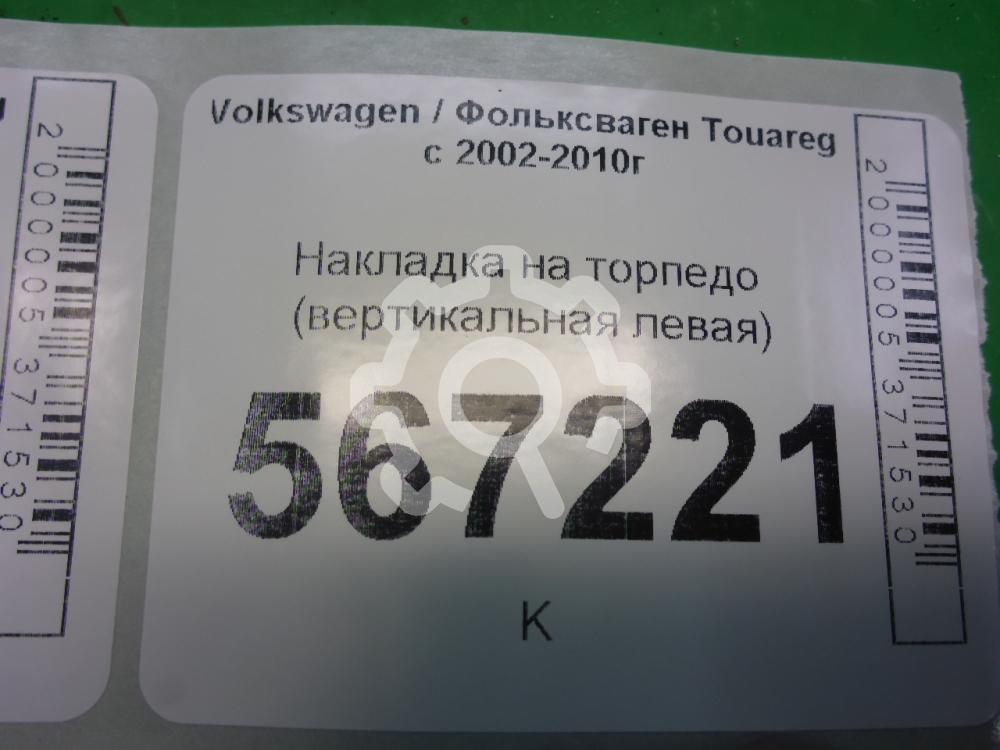 Volkswagen / Фольксваген Touareg
с 2002-2010г
Накладка на торпедо
(вертикальная левая)
567221
К
2000005371530
2000005371530